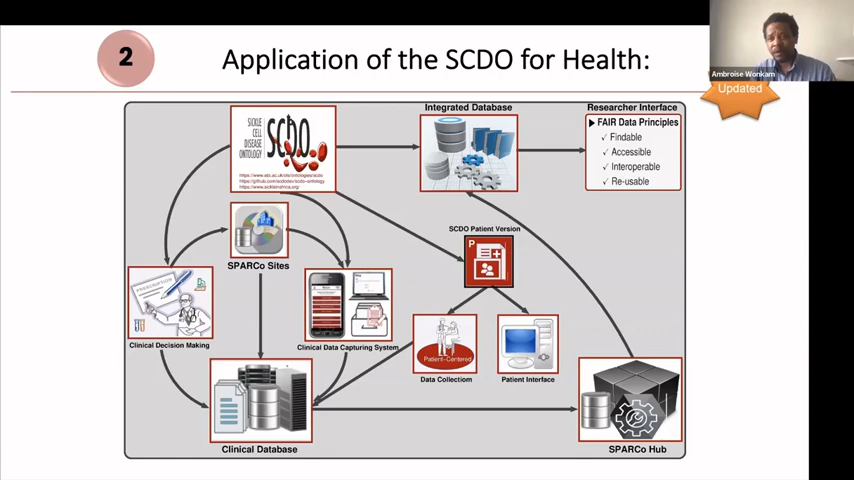 2
Application of the SCDO for Health:
Ambroise Wonkam
Updated
Integrated Database
Researcher Interface
SICKLE
CELL
DISEASE
ONTOLOGY
SCDO
FAIR Data Principles
✓ Findable
✓ Accessible
✓ Interoperable
✓ Re-usable
SPARCo Sites
SCDO Patient Version
P
PRESCRIPTION
Clinical Decision Making
Clinical Data Capturing System
Patient-Centered
Data Collectiom
Patient Interface
Clinical Database
SPARCo Hub